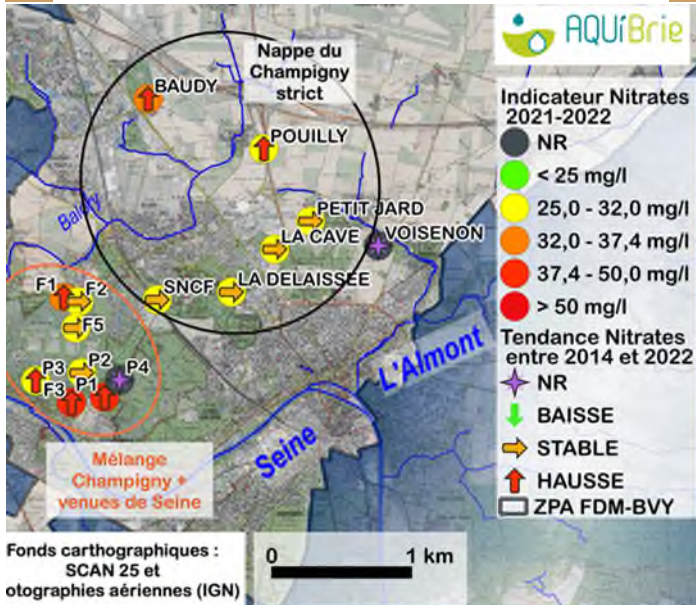 AQUíBrie
Nappe du
Champigny
strict
BAUDY
POUILLY
PETIT JARD
LA CAVE
VOISENON
LA DELAISSEE
SNCF
F1
F2
F5
P3
P2
P4
F3
P1
L'Almont
Seine
Mélange
Champigny +
venues de Seine
Indicateur Nitrates
2021-2022
NR
< 25 mg/l
25,0 - 32,0 mg/l
32,0 - 37,4 mg/l
37,4 - 50,0 mg/l
> 50 mg/l
Tendance Nitrates
entre 2014 et 2022
NR
BAISSE
STABLE
HAUSSE
ZPA FDM-BVY
Fonds cartographiques :
SCAN 25 et
otographies aériennes (IGN)
0 1 km